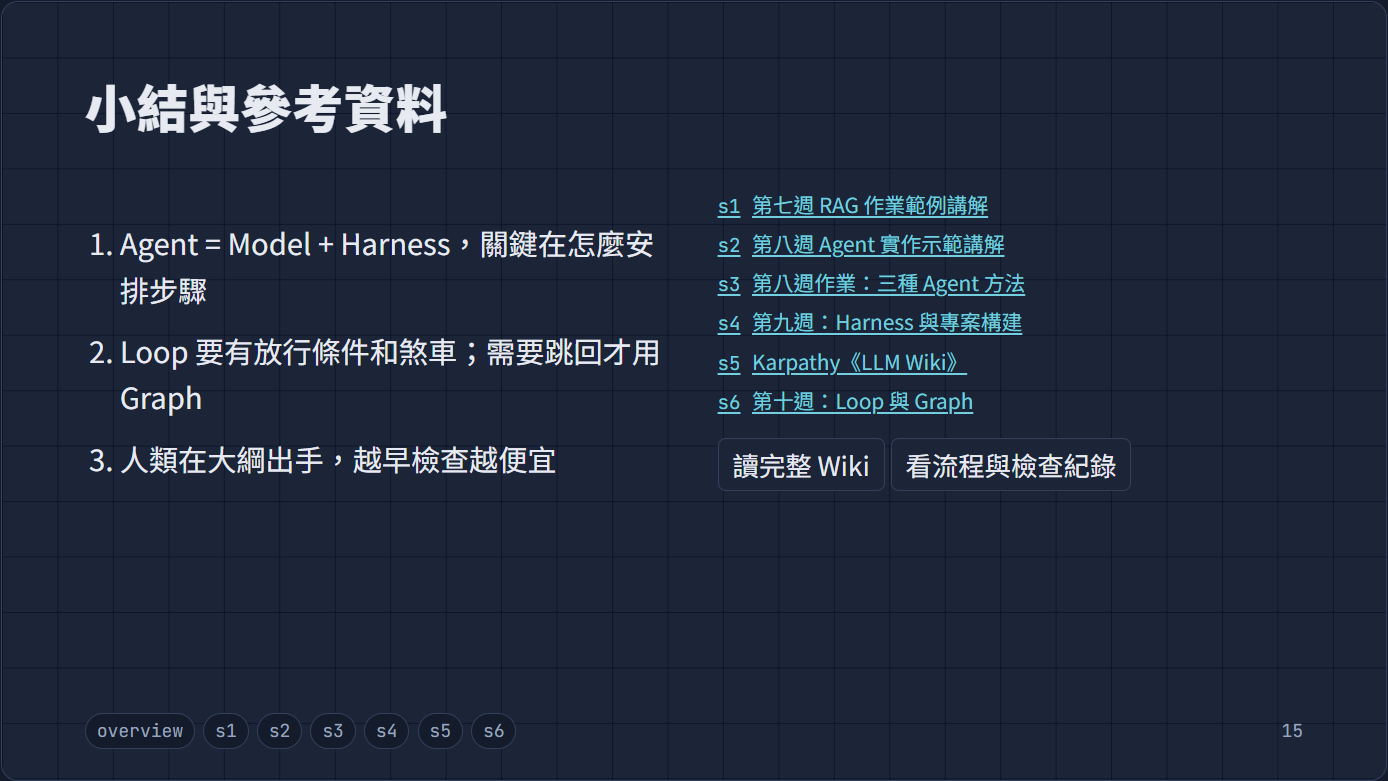 小結與參考資料
1. Agent = Model + Harness，關鍵在怎麼安
排步驟
2. Loop 要有放行條件和煞車；需要跳回才用
Graph
3. 人類在大綱出手，越早檢查越便宜
s1 第七週 RAG 作業範例講解
s2 第八週 Agent 實作示範講解
s3 第八週作業：三種 Agent 方法
s4 第九週：Harness 與專案構建
s5 Karpathy《LLM Wiki》
s6 第十週：Loop 與 Graph
讀完整 Wiki 看流程與檢查紀錄
overview s1 s2 s3 s4 s5 s6 15